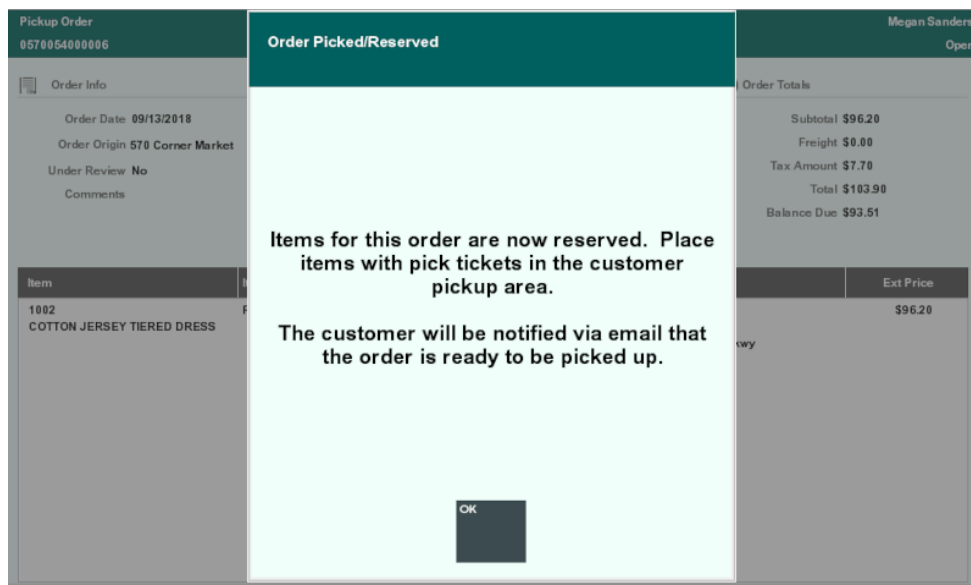 Pickup Order
0570054000006
Megan Sanders
Open
Order Picked/Reserved
Order Info
Order Date 09/13/2018
Order Origin 570 Corner Market
Under Review No
Comments
Order Totals
Subtotal $96.20
Freight $0.00
Tax Amount $7.70
Total $103.90
Balance Due $93.51
Items for this order are now reserved. Place
items with pick tickets in the customer
pickup area.
The customer will be notified via email that
the order is ready to be picked up.
Item
Ext Price
1002
COTTON JERSEY TIERED DRESS
$96.20
OK